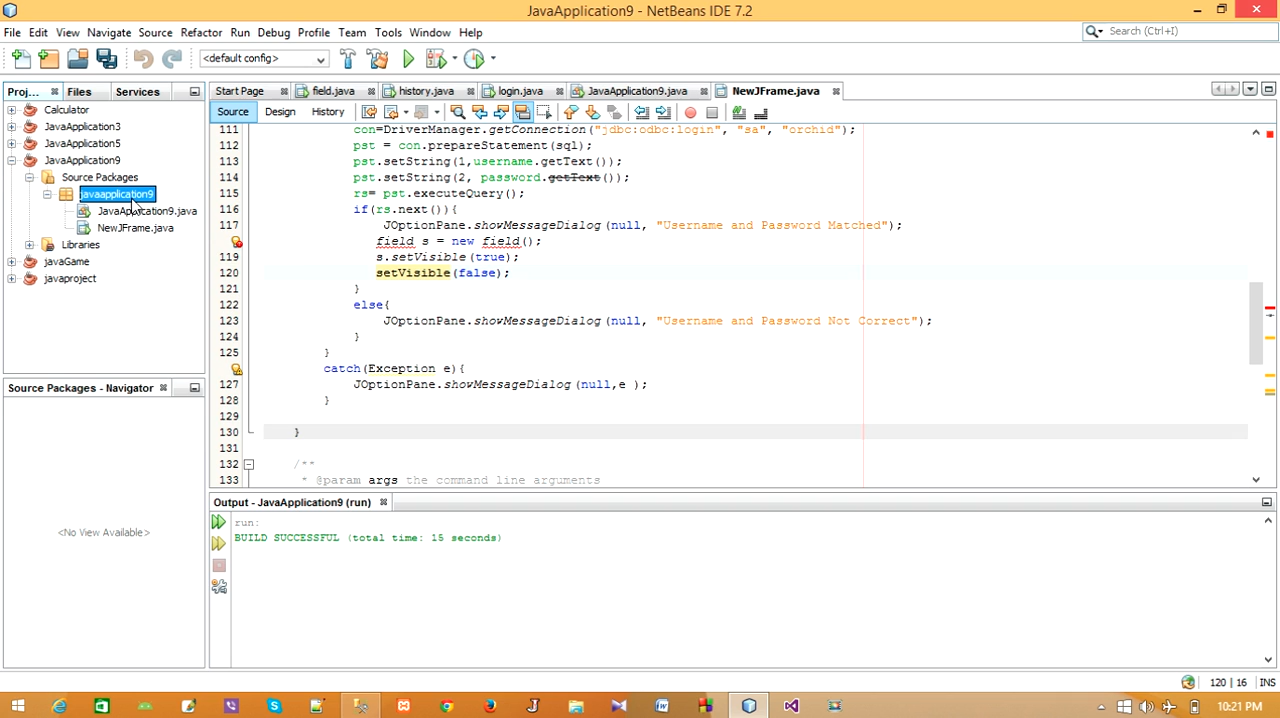 JavaApplication9 - NetBeans IDE 7.2
File Edit View Navigate Source Refactor Run Debug Profile Team Tools Window Help
Search (Ctrl+I)
<default config>
Proj... Files Services
Start Page field.java history.java login.java JavaApplication9.java NewJFrame.java
Source Design History
Calculator
JavaApplication3
JavaApplication5
JavaApplication9
Source Packages
javaapplication9
JavaApplication9.java
NewJFrame.java
Libraries
javaGame
javaproject
Source Packages - Navigator
<No View Available>
111 con=DriverManager.getConnection("jdbc:odbc:login", "sa", "orchid");
112 pst = con.prepareStatement(sql);
113 pst.setString(1,username.getText());
114 pst.setString(2, password.getText());
115 rs= pst.executeQuery();
116 if(rs.next()){
117 JOptionPane.showMessageDialog(null, "Username and Password Matched");
field s = new field();
119 s.setVisible(true);
120 setVisible(false);
121 }
122 else{
123 JOptionPane.showMessageDialog(null, "Username and Password Not Correct");
124 }
125 }
catch(Exception e){
127 JOptionPane.showMessageDialog(null,e );
128 }
129
130 }
131
132 /**
133 * @param args the command line arguments
Output - JavaApplication9 (run)
run:
BUILD SUCCESSFUL (total time: 15 seconds)
120 | 16 INS
10:21 PM